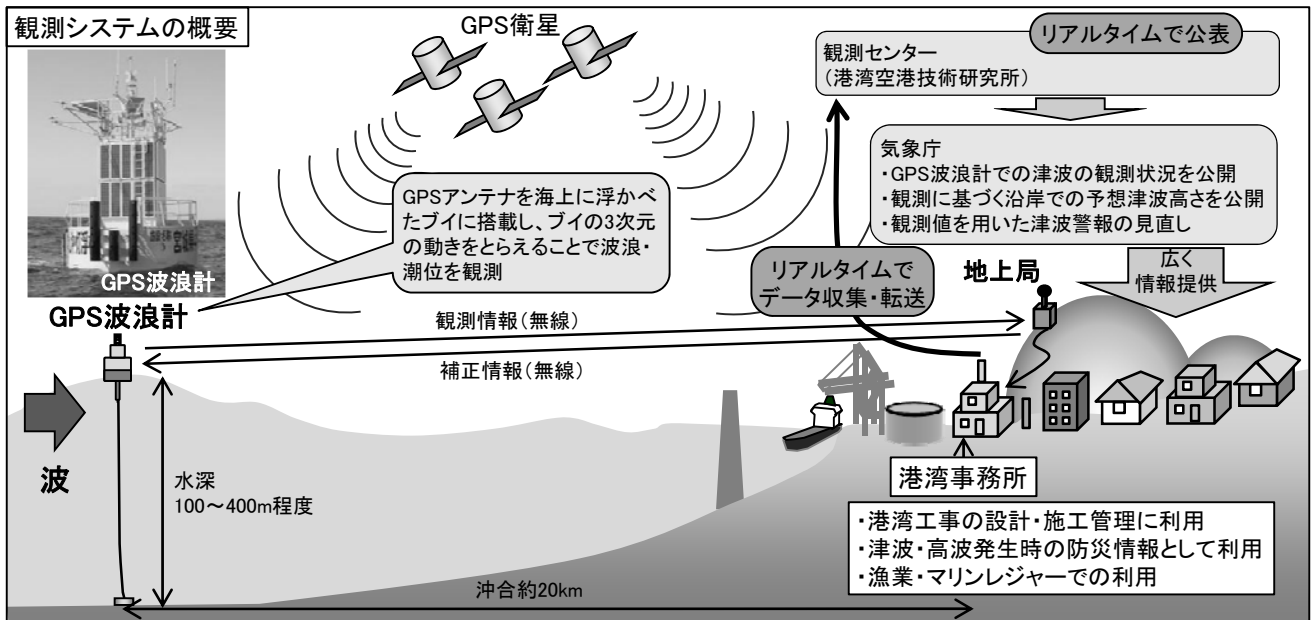 観測システムの概要
GPS衛星
リアルタイムで公表
観測センター
(港湾空港技術研究所)
気象庁
・GPS波浪計での津波の観測状況を公開
・観測に基づく沿岸での予想津波高さを公開
・観測値を用いた津波警報の見直し
GPSアンテナを海上に浮かべ
たブイに搭載し、ブイの3次元
の動きをとらえることで波浪・
潮位を観測
GPS波浪計
GPS波浪計
リアルタイムで
データ収集・転送
地上局
広く
情報提供
観測情報(無線)
補正情報(無線)
波
水深
100～400m程度
港湾事務所
・港湾工事の設計・施工管理に利用
・津波・高波発生時の防災情報として利用
・漁業・マリンレジャーでの利用
沖合約20km